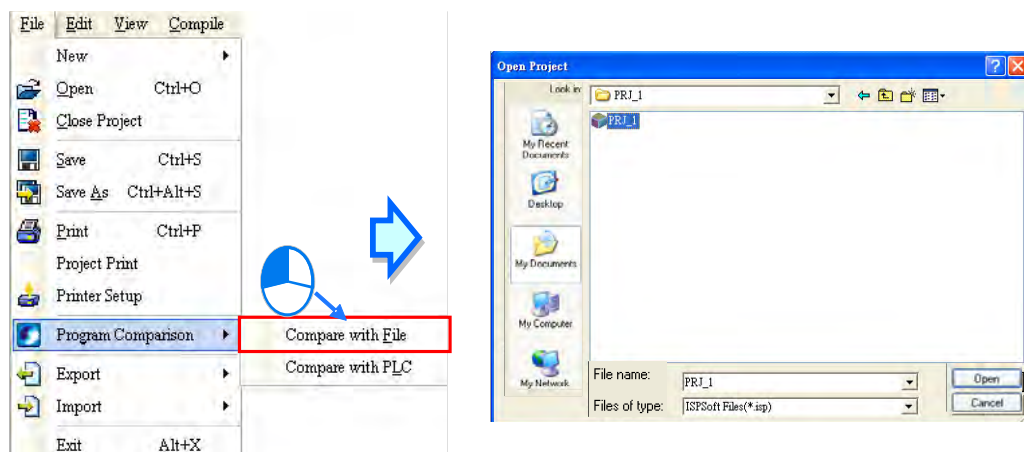 File Edit View Compile
New
Open Ctrl+O
Close Project
Save Ctrl+S
Save As Ctrl+Alt+S
Print Ctrl+P
Project Print
Printer Setup
Program Comparison
Export
Import
Exit Alt+X
Compare with File
Compare with PLC
Open Project
Look in: PRJ_1
PRJ_1
My Recent
Documents
Desktop
My Documents
My Computer
My Network
File name: PRJ_1 Open
Files of type: ISPSoft Files(*.isp) Cancel